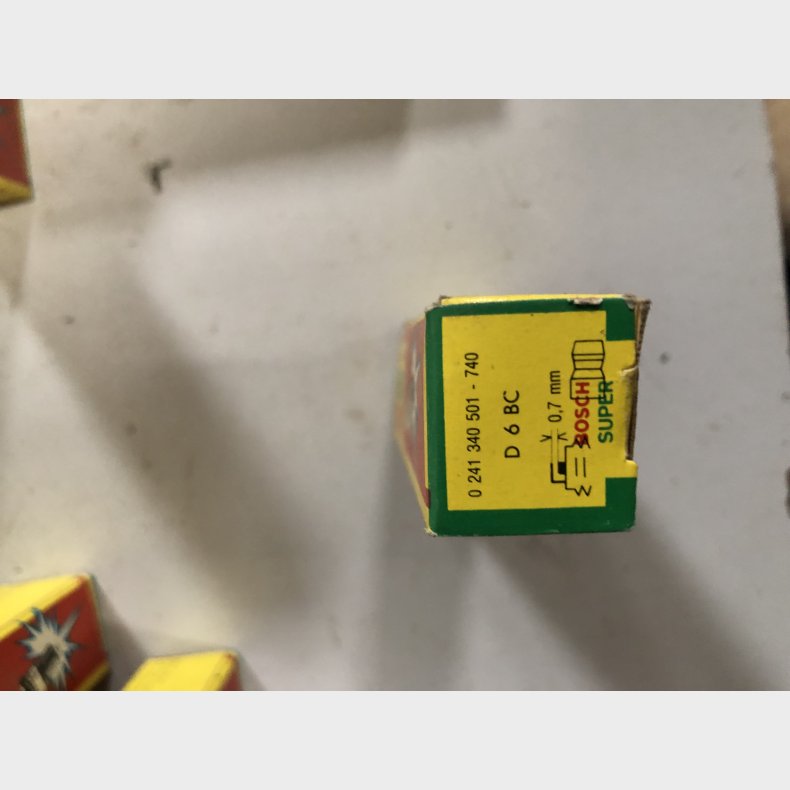 0 241 340 501 - 740
D 6 BC
0,7 mm
BOSCH
SUPER